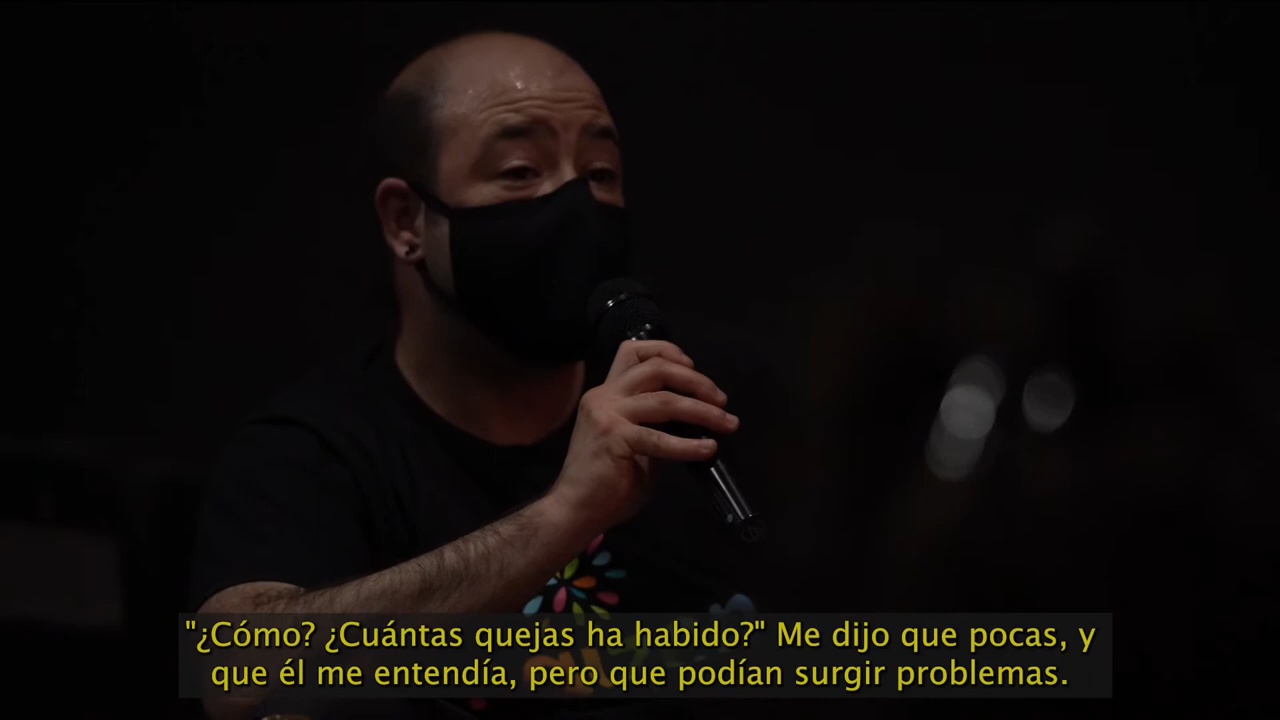 "¿Cómo? ¿Cuántas quejas ha habido?" Me dijo que pocas, y
que él me entendía, pero que podían surgir problemas.